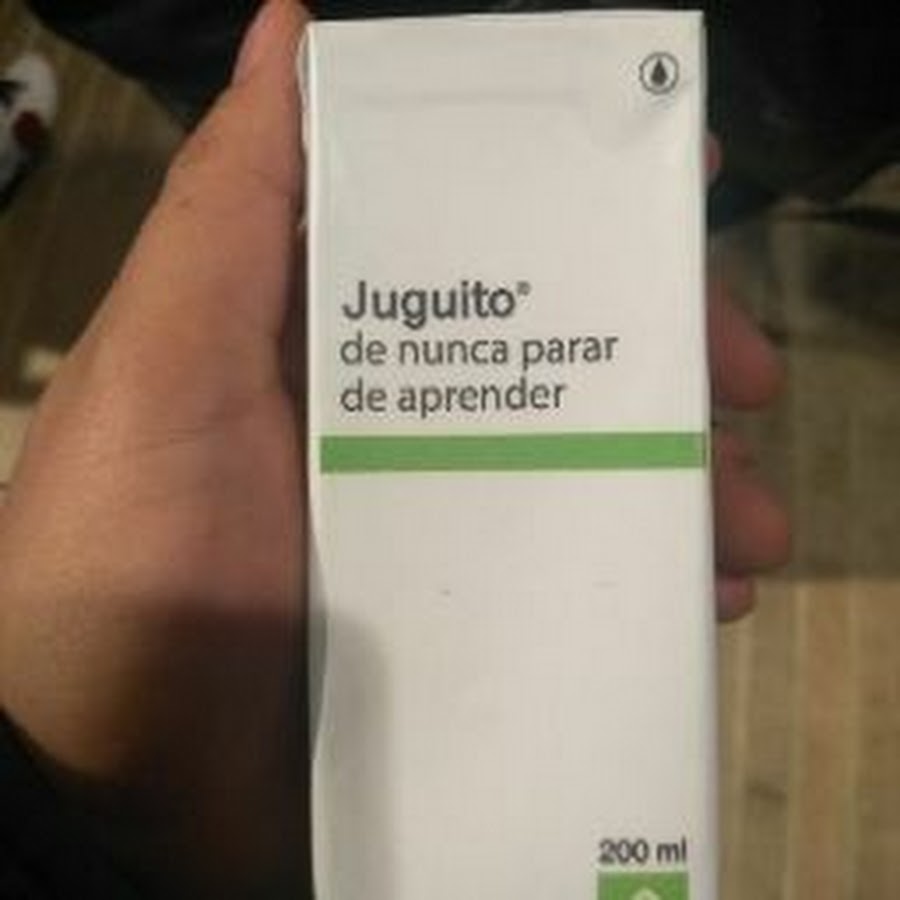 Juguito®
de nunca parar
de aprender
200 ml